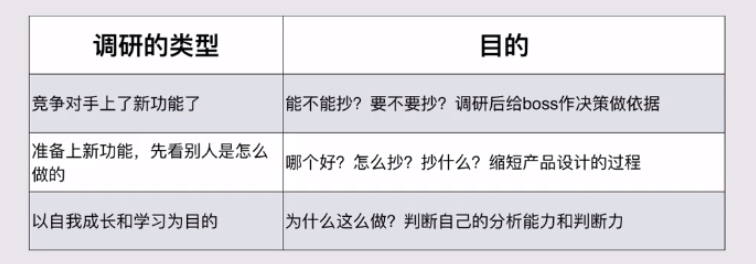 调研的类型
目的
竞争对手上了新功能了
能不能抄？要不要抄？调研后给boss作决策做依据
准备上新功能，先看别人是怎么
做的
哪个好？怎么抄？抄什么？缩短产品设计的过程
以自我成长和学习为目的
为什么这么做？判断自己的分析能力和判断力